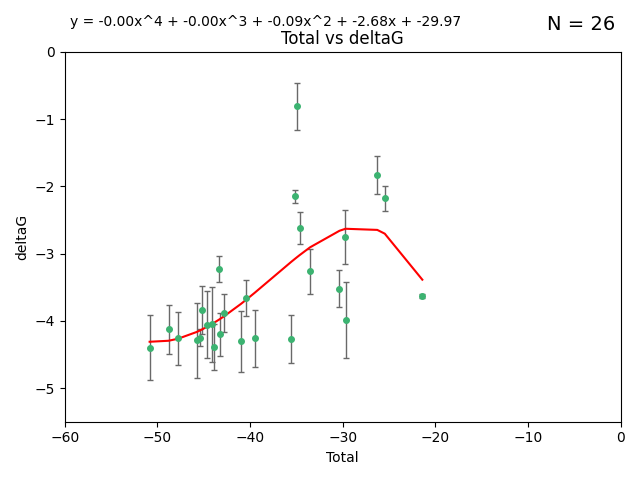 y = -0.00x^4 + -0.00x^3 + -0.09x^2 + -2.68x + -29.97
N = 26
Total vs deltaG
0
−1
−2
−3
−4
−5
deltaG
−60 −50 −40 −30 −20 −10 0
Total